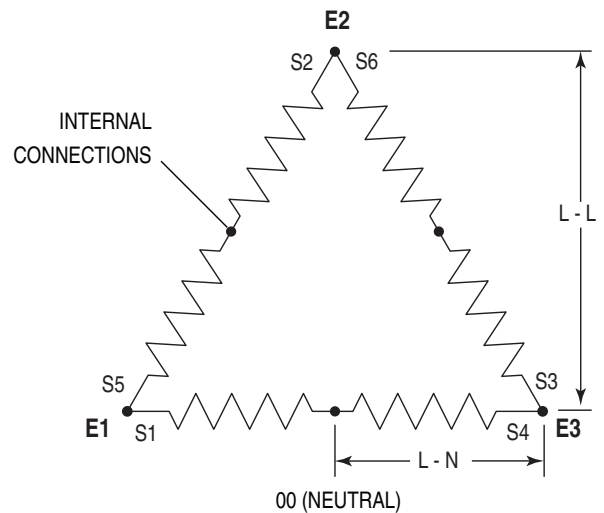 E2
S2
S6
INTERNAL
CONNECTIONS
L - L
S5
S3
E1
S1
S4
E3
L - N
00 (NEUTRAL)